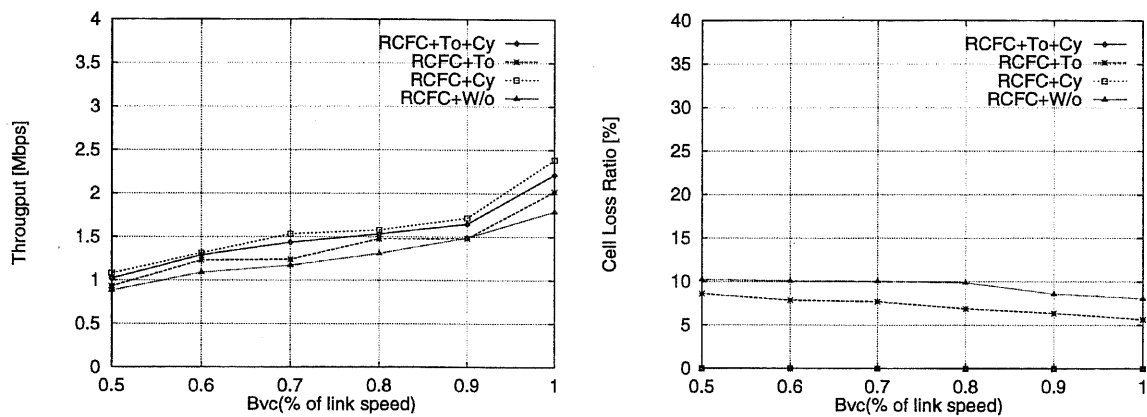 4
3.5
3
2.5
2
1.5
1
0.5
0
Througput [Mbps]
RCFC+To+Cy
RCFC+To
RCFC+Cy
RCFC+W/o
0.5 0.6 0.7 0.8 0.9 1
Bvc(% of link speed)
40
35
30
25
20
15
10
5
0
Cell Loss Ratio [%]
RCFC+To+Cy
RCFC+To
RCFC+Cy
RCFC+W/o
0.5 0.6 0.7 0.8 0.9 1
Bvc(% of link speed)